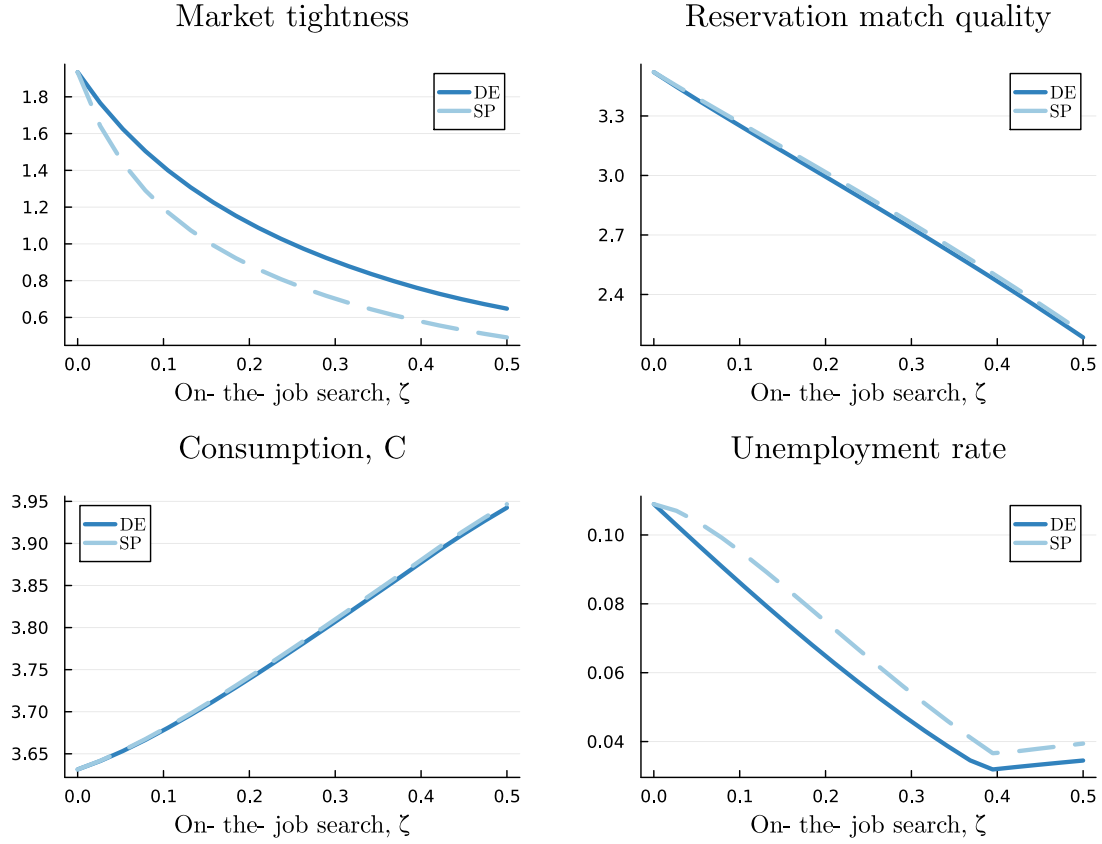 Market tightness
1.8
1.6
1.4
1.2
1.0
0.8
0.6
DE
SP
0.0 0.1 0.2 0.3 0.4 0.5
On- the- job search, ζ
Reservation match quality
3.3
3.0
2.7
2.4
DE
SP
0.0 0.1 0.2 0.3 0.4 0.5
On- the- job search, ζ
Consumption, C
3.95
3.90
3.85
3.80
3.75
3.70
3.65
DE
SP
0.0 0.1 0.2 0.3 0.4 0.5
On- the- job search, ζ
Unemployment rate
0.10
0.08
0.06
0.04
DE
SP
0.0 0.1 0.2 0.3 0.4 0.5
On- the- job search, ζ